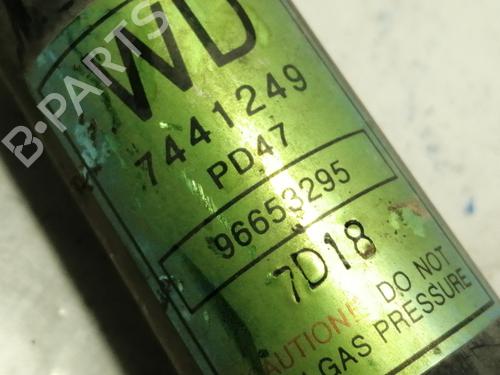 WD
7441249
PD47
96653295
7D18
DO NOT
GAS PRESSURE
B-PARTS